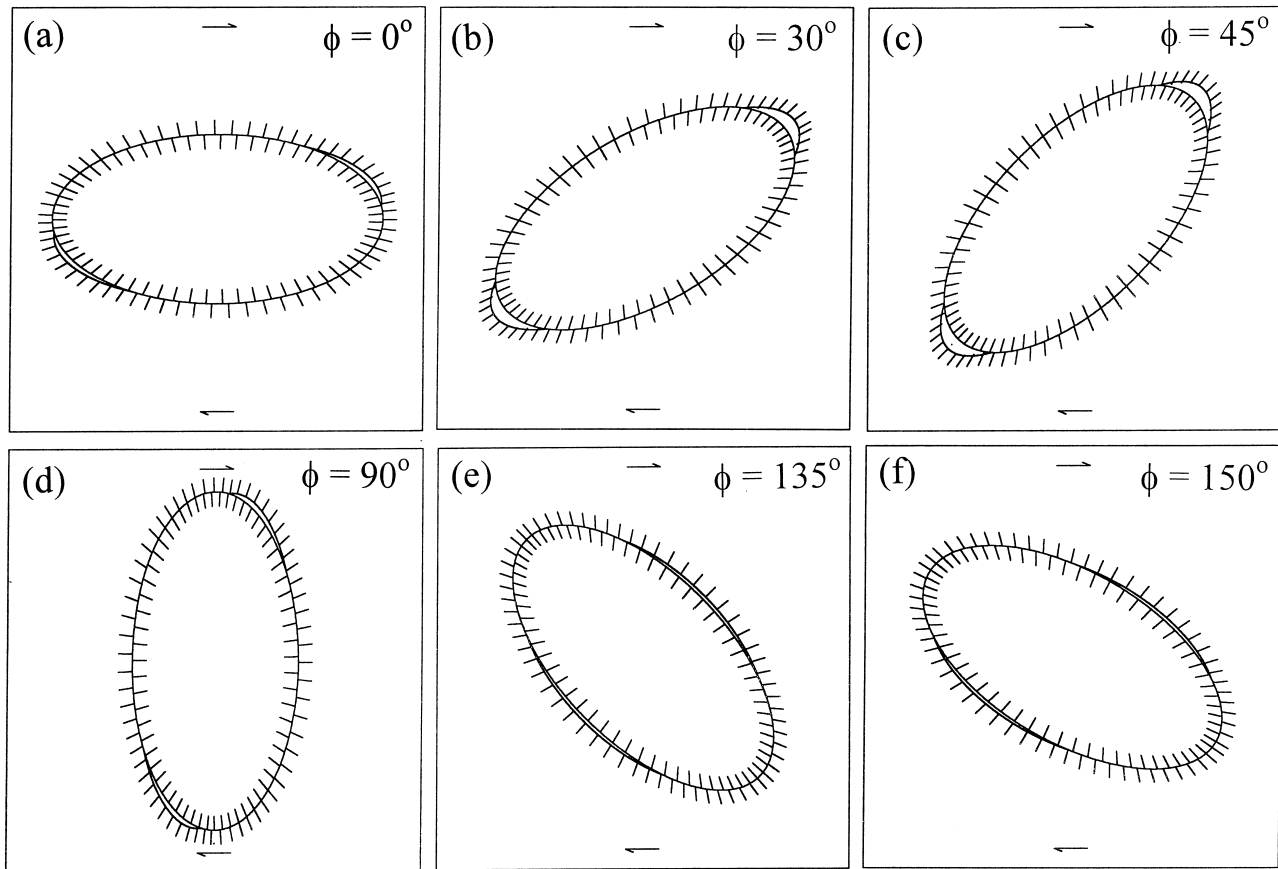 (a) ϕ = 0°
(b) ϕ = 30°
(c) ϕ = 45°
(d) ϕ = 90°
(e) ϕ = 135°
(f) ϕ = 150°